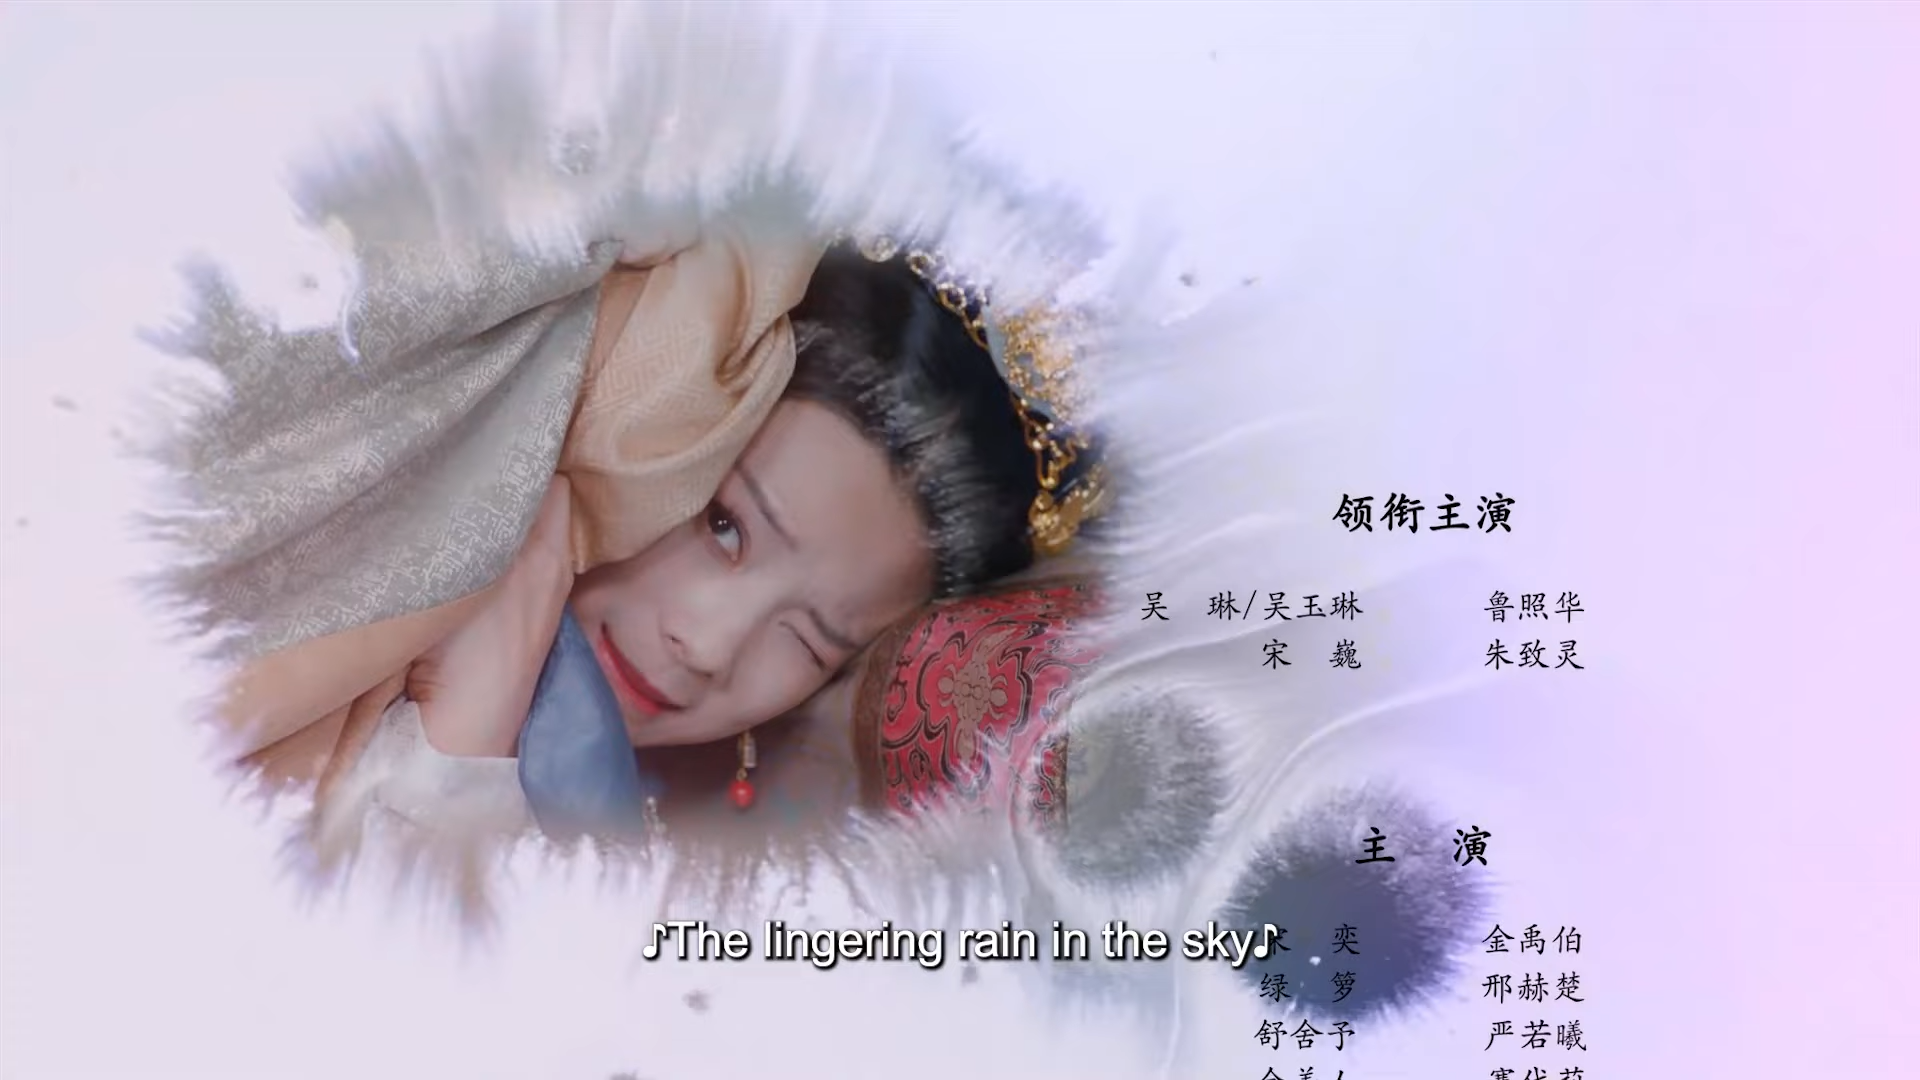 领衔主演
吴 琳/吴玉琳 鲁照华
宋 巍 朱致灵
主 演
♪The lingering rain in the sky♪
宋 奕 金禹伯
绿 箩 邢赫楚
舒舍予 严若曦